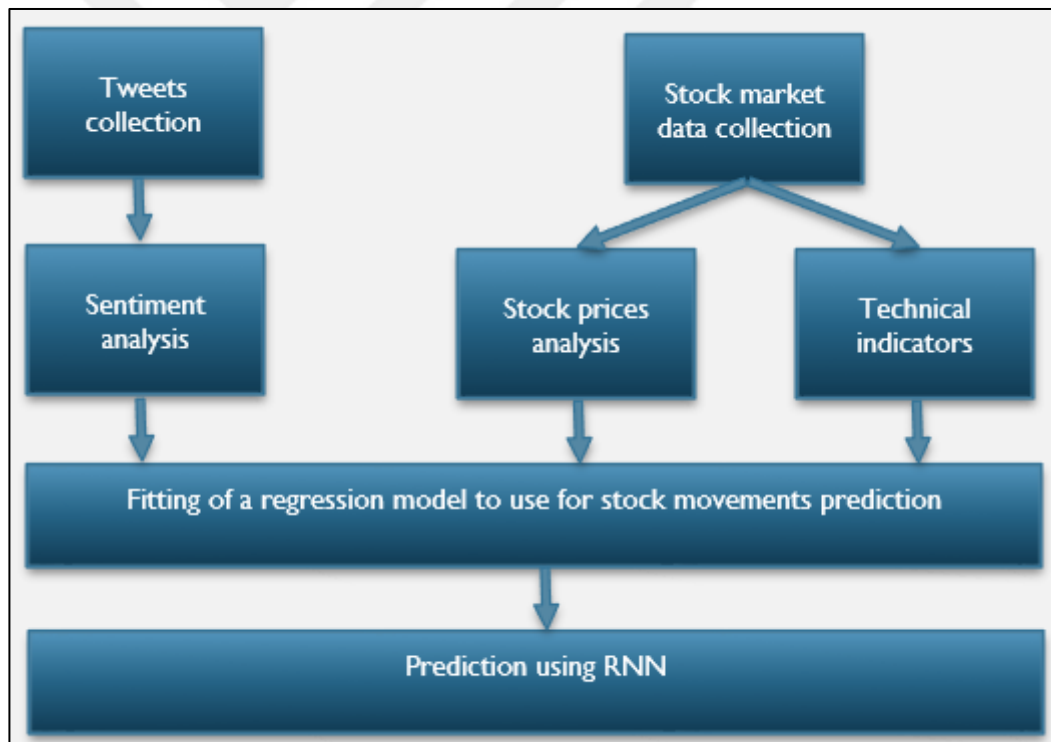 Tweets
collection
Stock market
data collection
Sentiment
analysis
Stock prices
analysis
Technical
indicators
Fitting of a regression model to use for stock movements prediction
Prediction using RNN